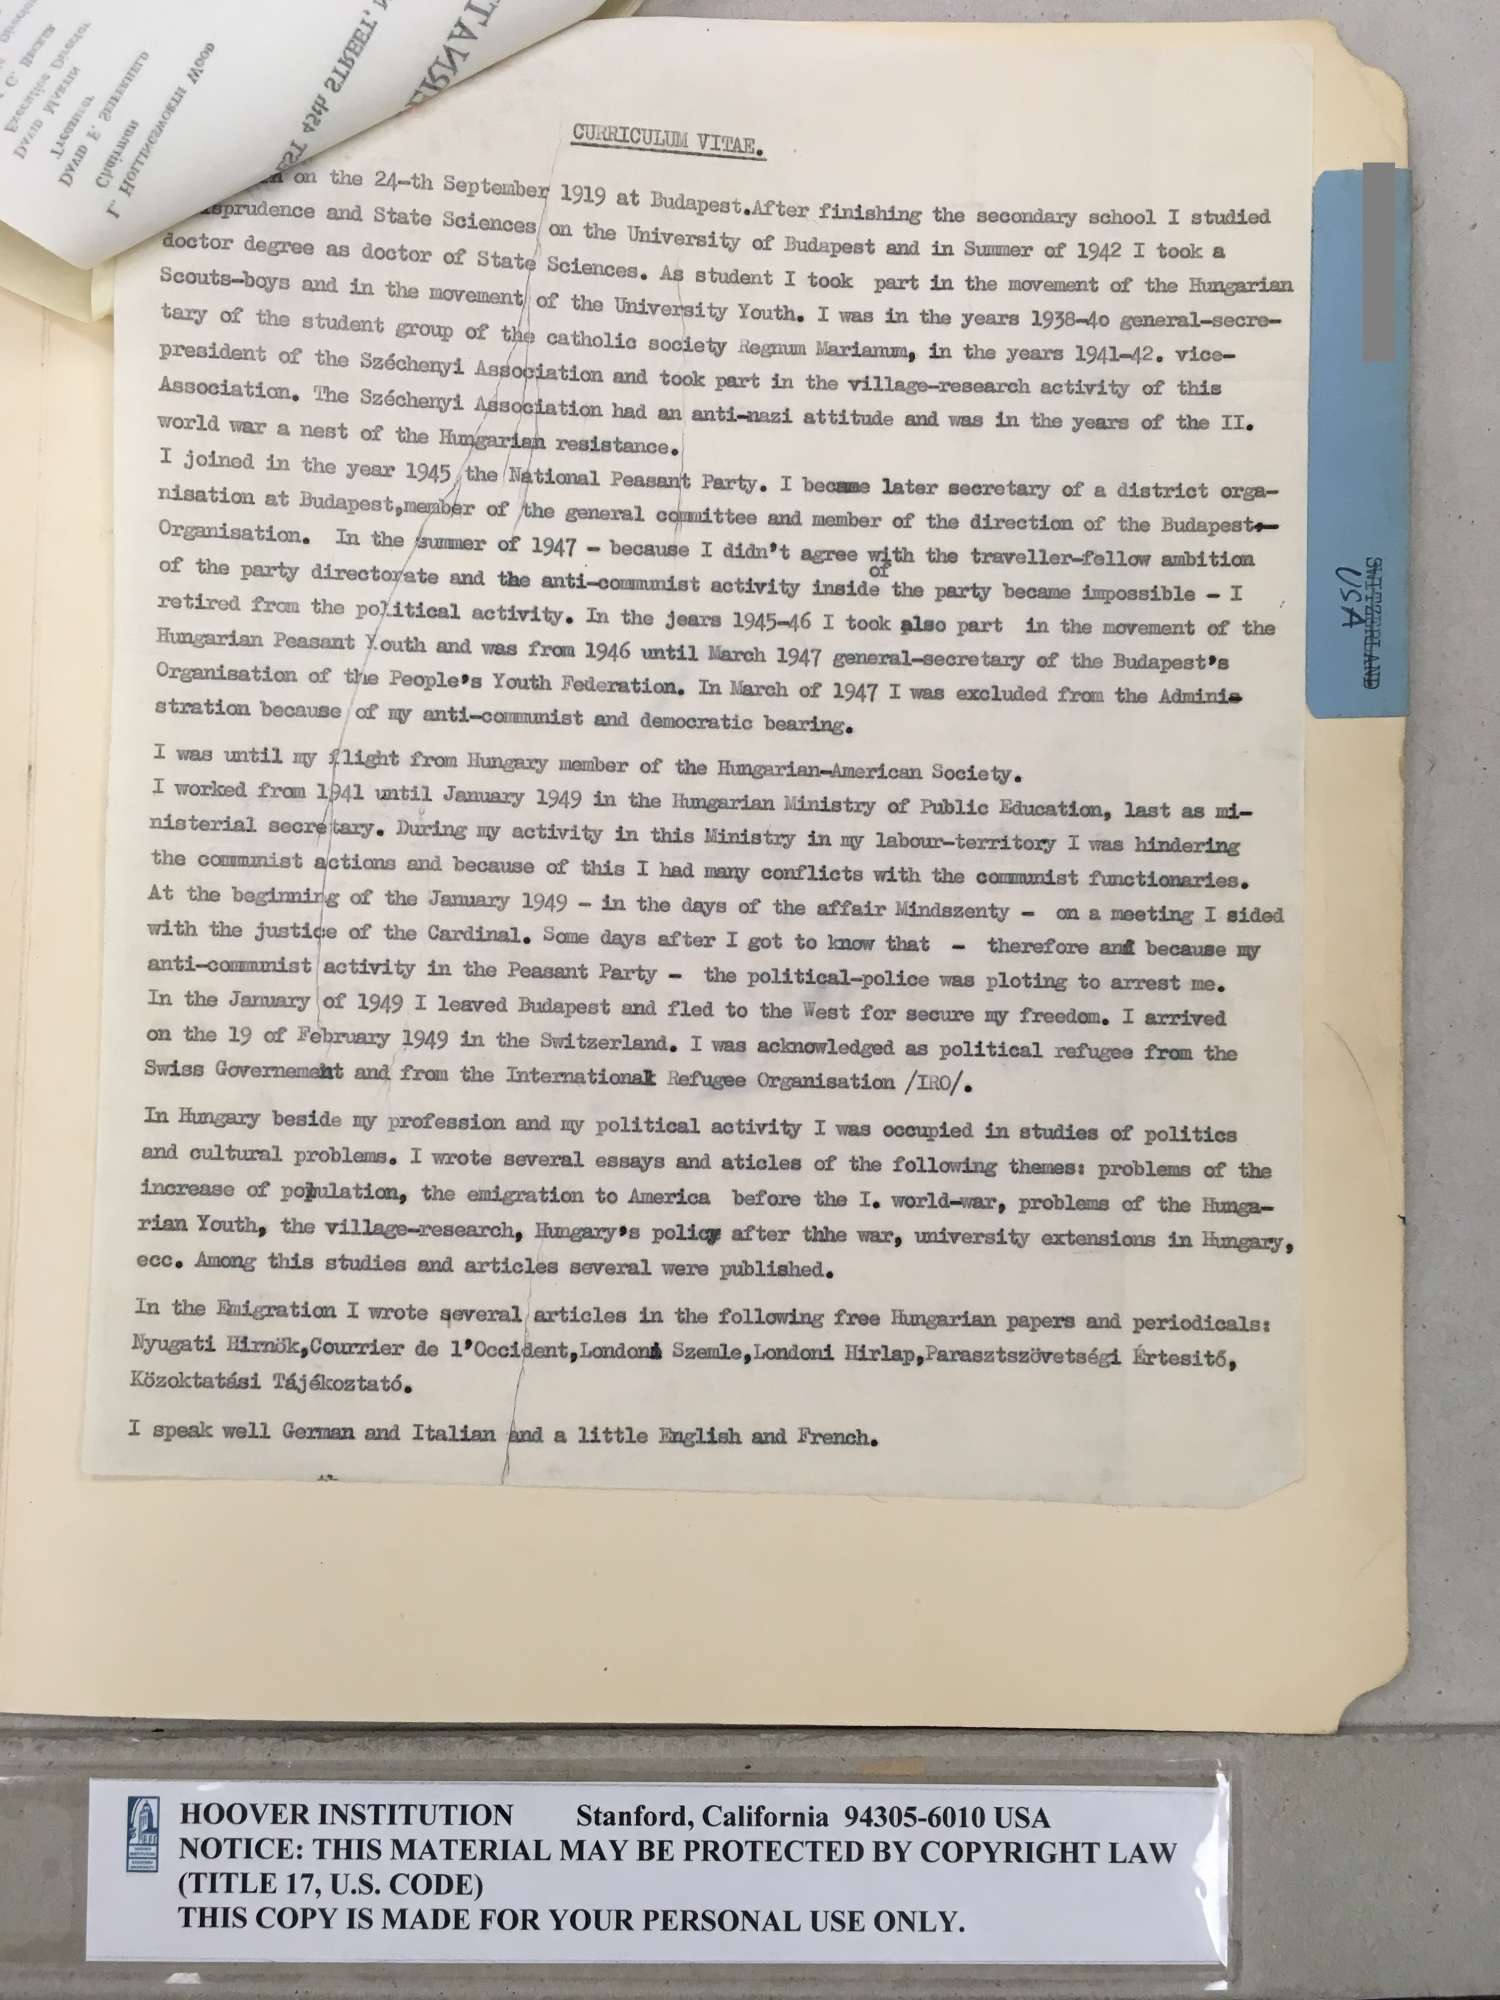 L. HOLLINGSWORTH WOOD
Chairman
DAVID F. SEIFERHELD
Treasurer
DAVID MARTIN
Executive Director
EST 45th STREET, N
ERNAT
CURRICULUM VITAE.
on the 24-th September 1919 at Budapest.After finishing the secondary school I studied
isprudence and State Sciences on the University of Budapest and in Summer of 1942 I took a
doctor degree as doctor of State Sciences. As student I took part in the movement of the Hungarian
Scouts-boys and in the movement of the University Youth. I was in the years 1938-4o general-secre-
tary of the student group of the catholic society Regnum Marianum, in the years 1941-42. vice-
president of the Széchenyi Association and took part in the village-research activity of this
Association. The Széchenyi Association had an anti-nazi attitude and was in the years of the II.
world war a nest of the Hungarian resistance.
I joined in the year 1945 the National Peasant Party. I became later secretary of a district orga-
nisation at Budapest,member of the general committee and member of the direction of the Budapest-
Organisation. In the summer of 1947 - because I didn't agree with the traveller-fellow ambition
of the party directorate and the anti-communist activity inside of the party became impossible - I
retired from the political activity. In the jears 1945-46 I took also part in the movement of the
Hungarian Peasant Youth and was from 1946 until March 1947 general-secretary of the Budapest's
Organisation of the People's Youth Federation. In March of 1947 I was excluded from the Admini-
stration because of my anti-communist and democratic bearing.
I was until my flight from Hungary member of the Hungarian-American Society.
I worked from 1941 until January 1949 in the Hungarian Ministry of Public Education, last as mi-
nisterial secretary. During my activity in this Ministry in my labour-territory I was hindering
the communist actions and because of this I had many conflicts with the communist functionaries.
At the beginning of the January 1949 - in the days of the affair Mindszenty - on a meeting I sided
with the justice of the Cardinal. Some days after I got to know that - therefore and because my
anti-communist activity in the Peasant Party - the political-police was ploting to arrest me.
In the January of 1949 I leaved Budapest and fled to the West for secure my freedom. I arrived
on the 19 of February 1949 in the Switzerland. I was acknowledged as political refugee from the
Swiss Governement and from the International Refugee Organisation /IRO/.
In Hungary beside my profession and my political activity I was occupied in studies of politics
and cultural problems. I wrote several essays and aticles of the following themes: problems of the
increase of population, the emigration to America before the I. world-war, problems of the Hunga-
rian Youth, the village-research, Hungary's policy after thhe war, university extensions in Hungary,
ecc. Among this studies and articles several were published.
In the Emigration I wrote several articles in the following free Hungarian papers and periodicals:
Nyugati Hirnök,Courrier de l'Occident,Londoni Szemle,Londoni Hirlap,Parasztszövetségi Értesitő,
Közoktatási Tájékoztató.
I speak well German and Italian and a little English and French.
SWITZERLAND
USA
HOOVER INSTITUTION Stanford, California 94305-6010 USA
NOTICE: THIS MATERIAL MAY BE PROTECTED BY COPYRIGHT LAW
(TITLE 17, U.S. CODE)
THIS COPY IS MADE FOR YOUR PERSONAL USE ONLY.